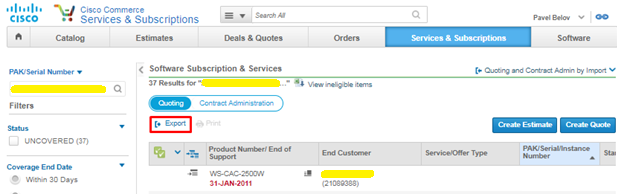 CISCO
Cisco Commerce
Services & Subscriptions
Search All
Pavel Belov
Catalog
Estimates
Deals & Quotes
Orders
Services & Subscriptions
Software
PAK/Serial Number
Filters
Status
UNCOVERED (37)
Coverage End Date
Within 30 Days
Software Subscription & Services
37 Results for "
..."
View ineligible items
Quoting and Contract Admin by Import
Quoting
Contract Administration
Export
Print
Create Estimate
Create Quote
Product Number/ End of
Support
End Customer
Service/Offer Type
PAK/Serial/Instance
Number
WS-CAC-2500W
31-JAN-2011
(21089388)